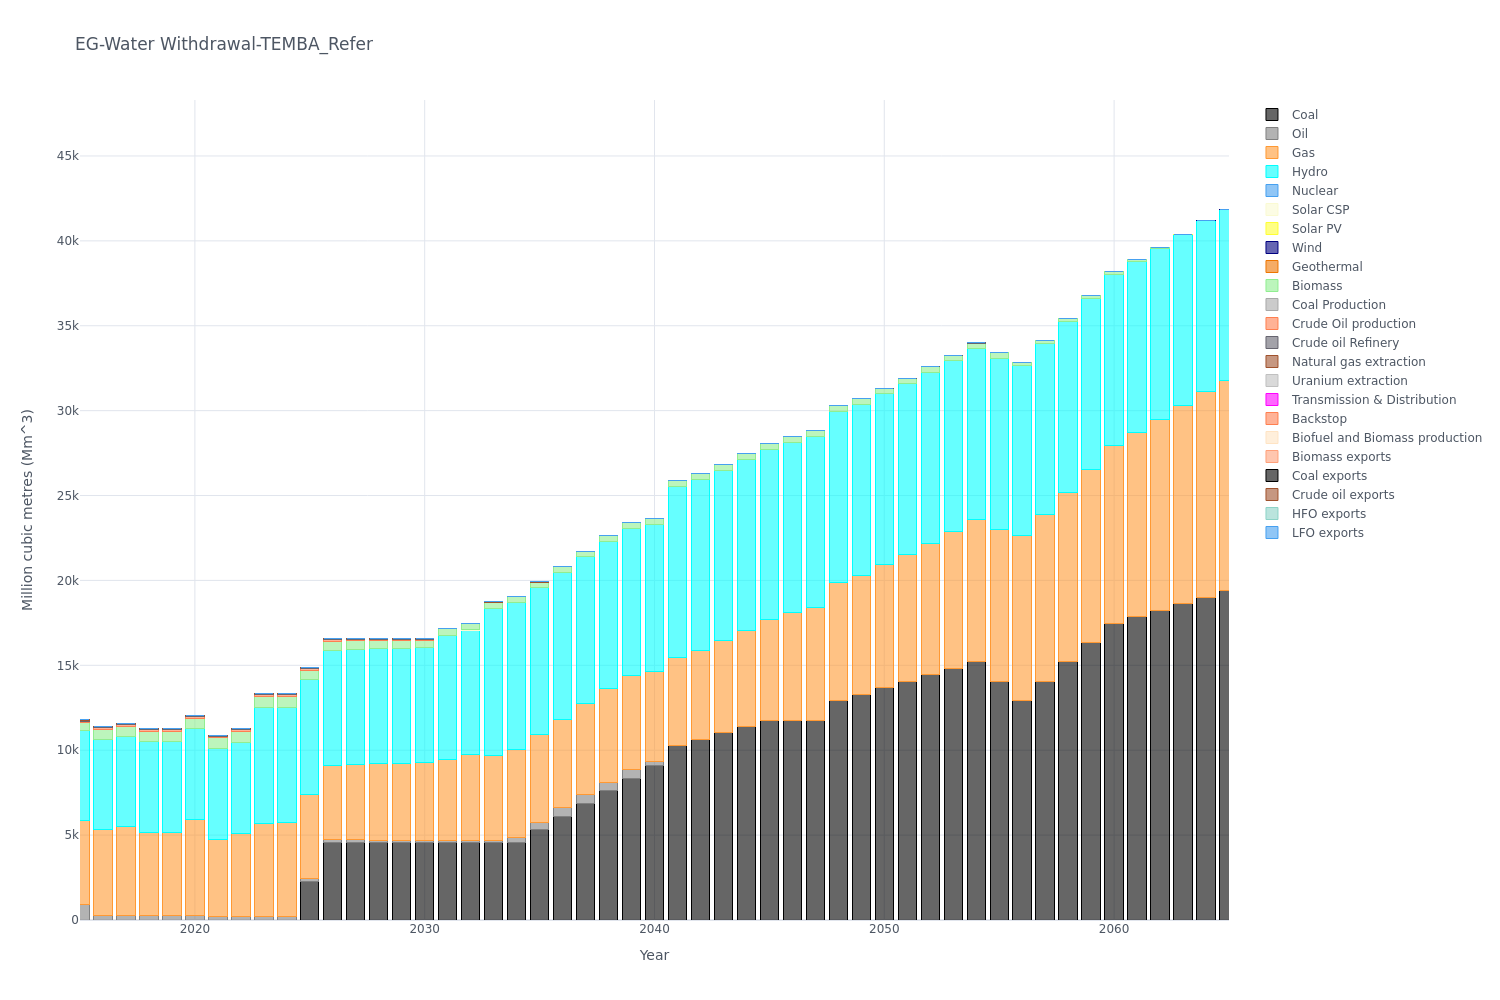 EG-Water Withdrawal-TEMBA_Refer
45k
40k
35k
30k
25k
20k
15k
10k
5k
0
2020
2030
2040
2050
2060
Year
Million cubic metres (Mm^3)
Coal
Oil
Gas
Hydro
Nuclear
Solar CSP
Solar PV
Wind
Geothermal
Biomass
Coal Production
Crude Oil production
Crude oil Refinery
Natural gas extraction
Uranium extraction
Transmission & Distribution
Backstop
Biofuel and Biomass production
Biomass exports
Coal exports
Crude oil exports
HFO exports
LFO exports